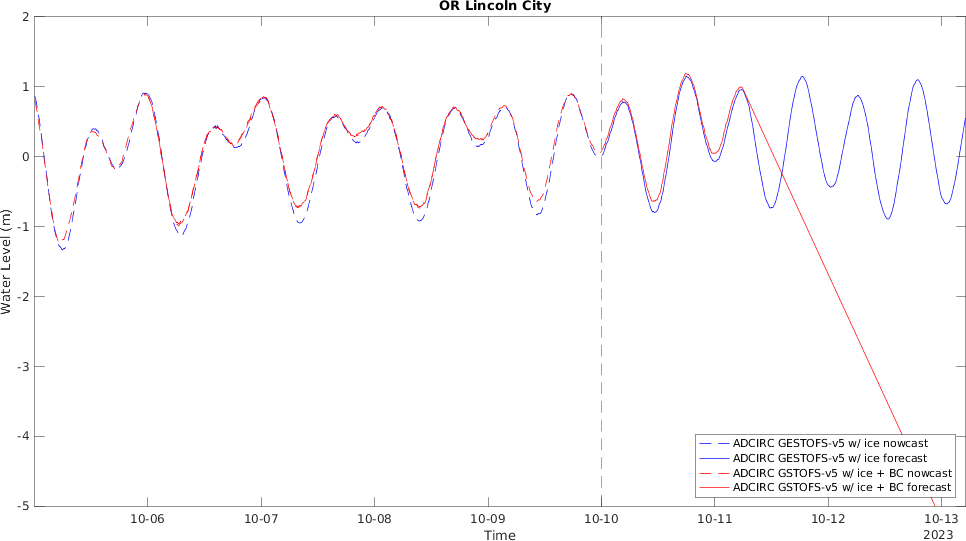 OR Lincoln City
2
1
0
-1
-2
-3
-4
-5
Water Level (m)
ADCIRC GESTOFS-v5 w/ ice nowcast
ADCIRC GESTOFS-v5 w/ ice forecast
ADCIRC GSTOFS-v5 w/ ice + BC nowcast
ADCIRC GSTOFS-v5 w/ ice + BC forecast
10-06 10-07 10-08 10-09 10-10 10-11 10-12 10-13
Time 2023